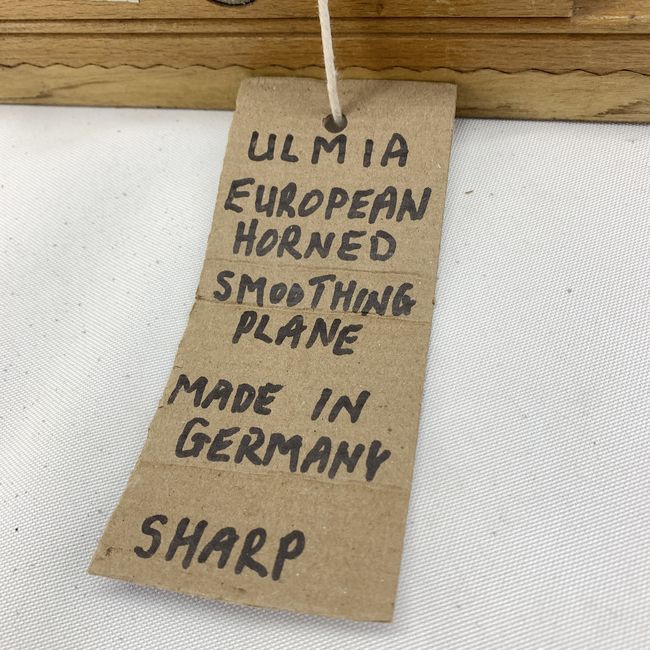 ULMIA
EUROPEAN
HORNED
SMOOTHING
PLANE
MADE IN
GERMANY
SHARP